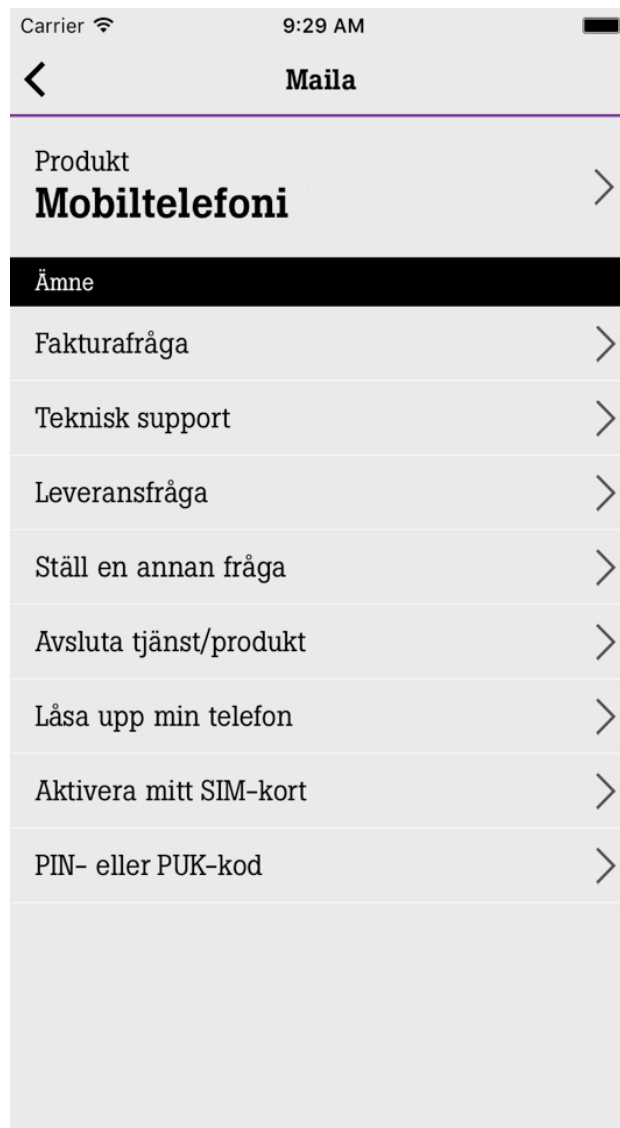 Carrier
9:29 AM
Maila
Produkt
Mobiltelefoni
Ämne
Fakturafråga
Teknisk support
Leveransfråga
Ställ en annan fråga
Avsluta tjänst/produkt
Låsa upp min telefon
Aktivera mitt SIM-kort
PIN- eller PUK-kod